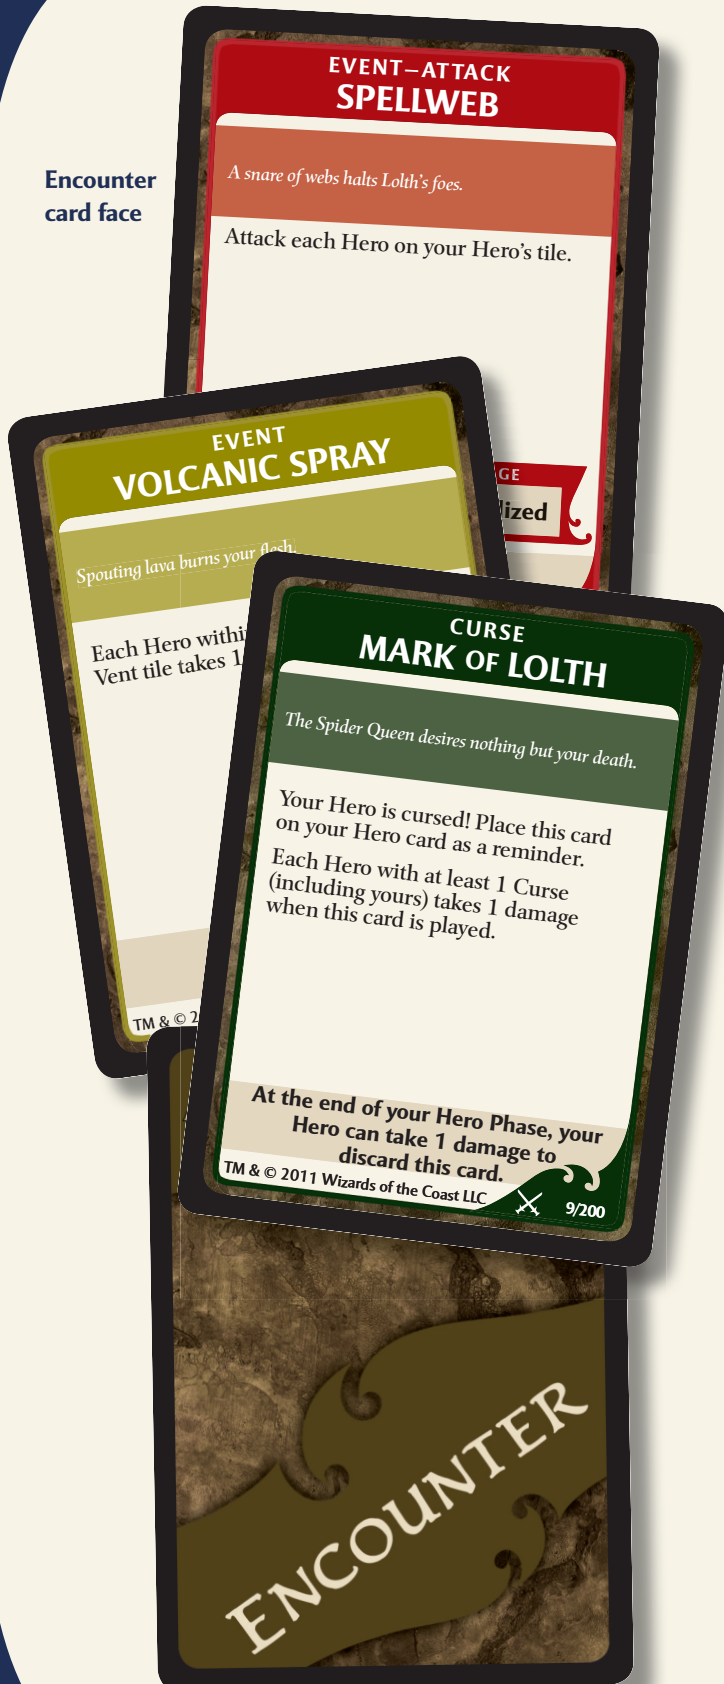 Encounter
card face
EVENT–ATTACK
SPELLWEB
A snare of webs halts Lolth's foes.
Attack each Hero on your Hero's tile.
EVENT
VOLCANIC SPRAY
Spouting lava burns your flesh.
Each Hero
Vent tile takes 1
TM & ©
CURSE
MARK OF LOLTH
The Spider Queen desires nothing but your death.
Your Hero is cursed! Place this card
on your Hero card as a reminder.
Each Hero with at least 1 Curse
(including yours) takes 1 damage
when this card is played.
At the end of your Hero Phase, your
Hero can take 1 damage to
discard this card.
TM & © 2011 Wizards of the Coast LLC
9/200
ENCOUNTER